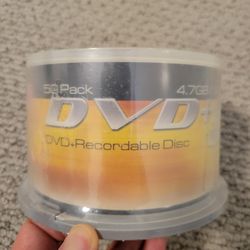 50 Pack 4.7GB
DVD+
DVD+Recordable Disc